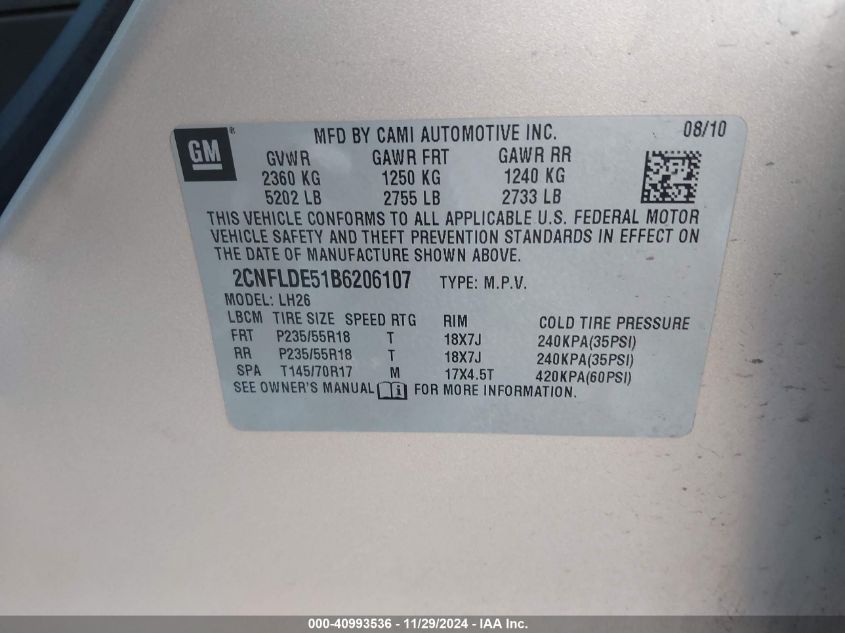 GM®
MFD BY CAMI AUTOMOTIVE INC. 08/10
GVWR GAWR FRT GAWR RR
2360 KG 1250 KG 1240 KG
5202 LB 2755 LB 2733 LB
THIS VEHICLE CONFORMS TO ALL APPLICABLE U.S. FEDERAL MOTOR
VEHICLE SAFETY AND THEFT PREVENTION STANDARDS IN EFFECT ON
THE DATE OF MANUFACTURE SHOWN ABOVE.
2CNFLDE51B6206107 TYPE: M.P.V.
MODEL: LH26
LBCM TIRE SIZE SPEED RTG RIM COLD TIRE PRESSURE
FRT P235/55R18 T 18X7J 240KPA(35PSI)
RR P235/55R18 T 18X7J 240KPA(35PSI)
SPA T145/70R17 M 17X4.5T 420KPA(60PSI)
SEE OWNER'S MANUAL i FOR MORE INFORMATION.
000-40993536 - 11/29/2024 - IAA Inc.